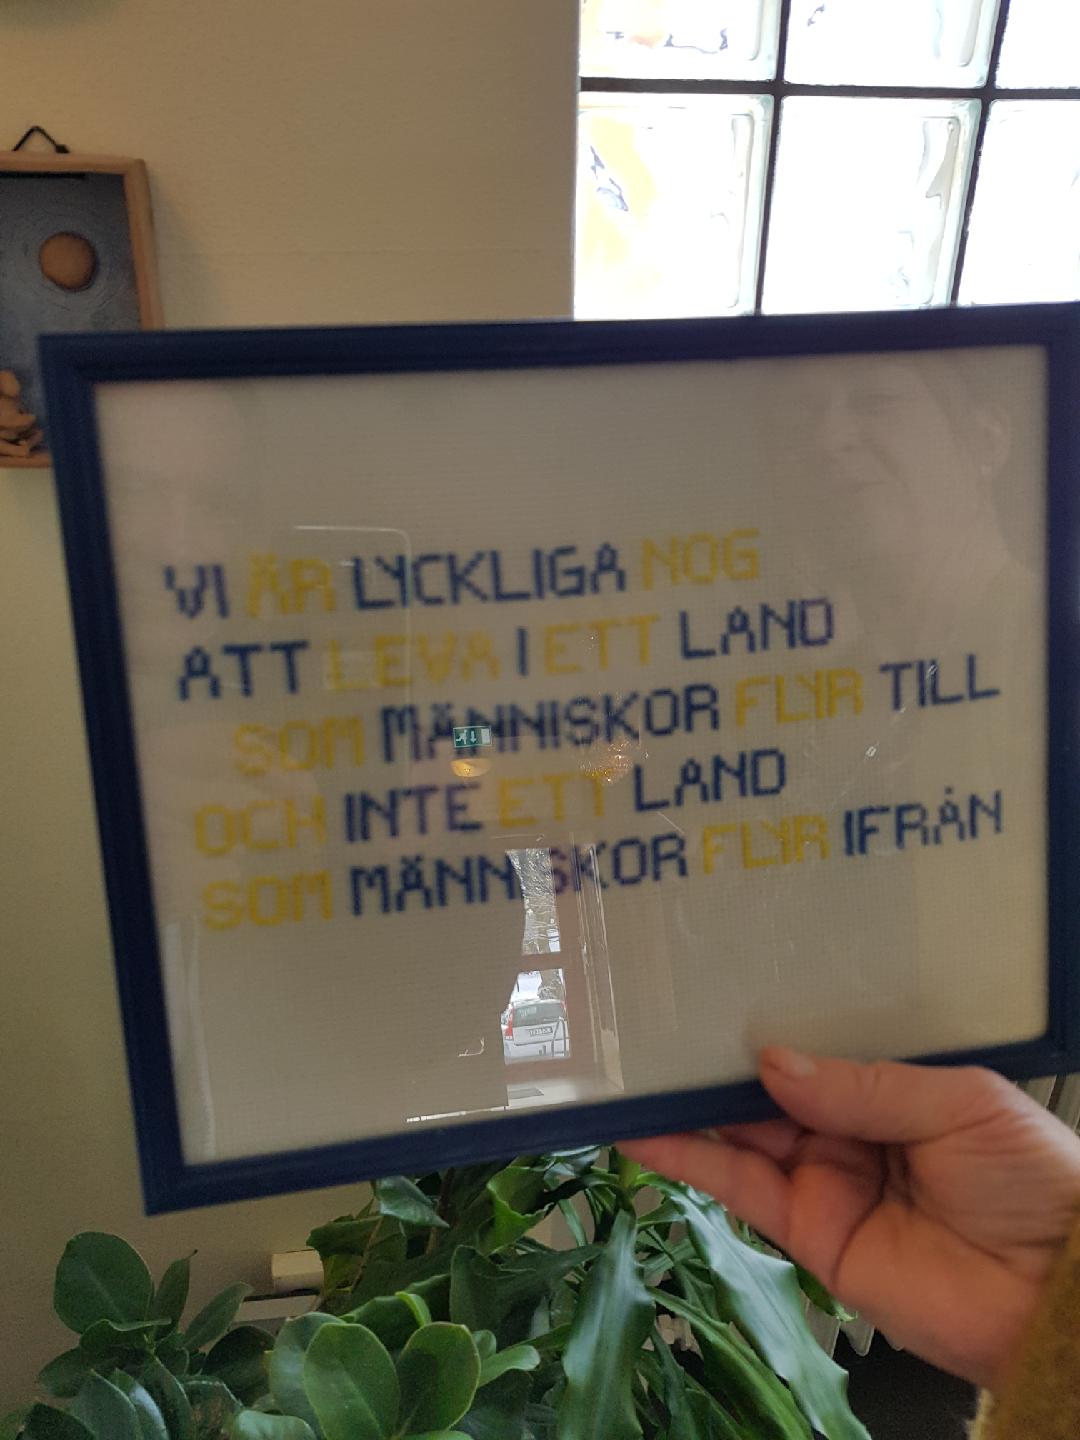 VI ÄR LYCKLIGA NOG
ATT LEVA I ETT LAND
SOM MÄNNISKOR FLYR TILL
OCH INTE ETT LAND
SOM MÄNNISKOR FLYR IFRÅN